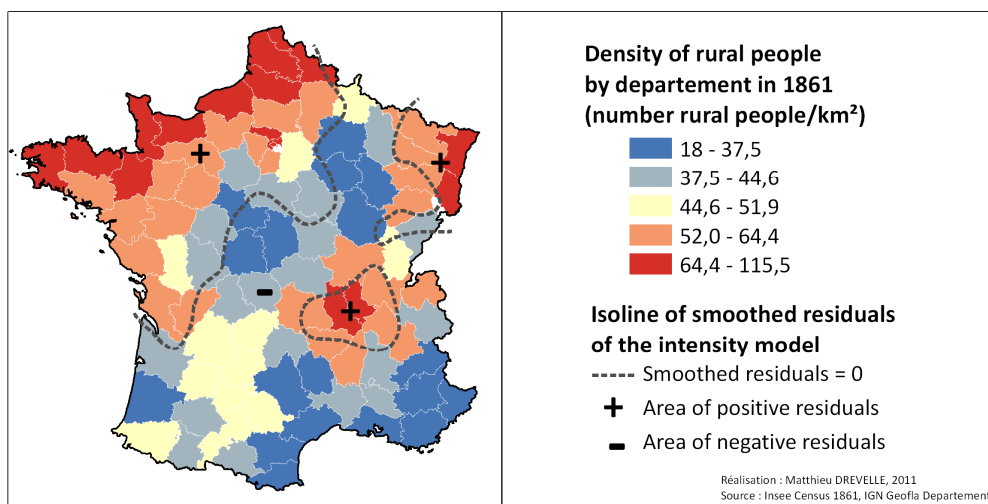 Density of rural people
by departement in 1861
(number rural people/km²)
18 - 37,5
37,5 - 44,6
44,6 - 51,9
52,0 - 64,4
64,4 - 115,5
Isoline of smoothed residuals
of the intensity model
Smoothed residuals = 0
+ Area of positive residuals
- Area of negative residuals
Réalisation : Matthieu DREVELLE, 2011
Source : Insee Census 1861, IGN Geofla Departement